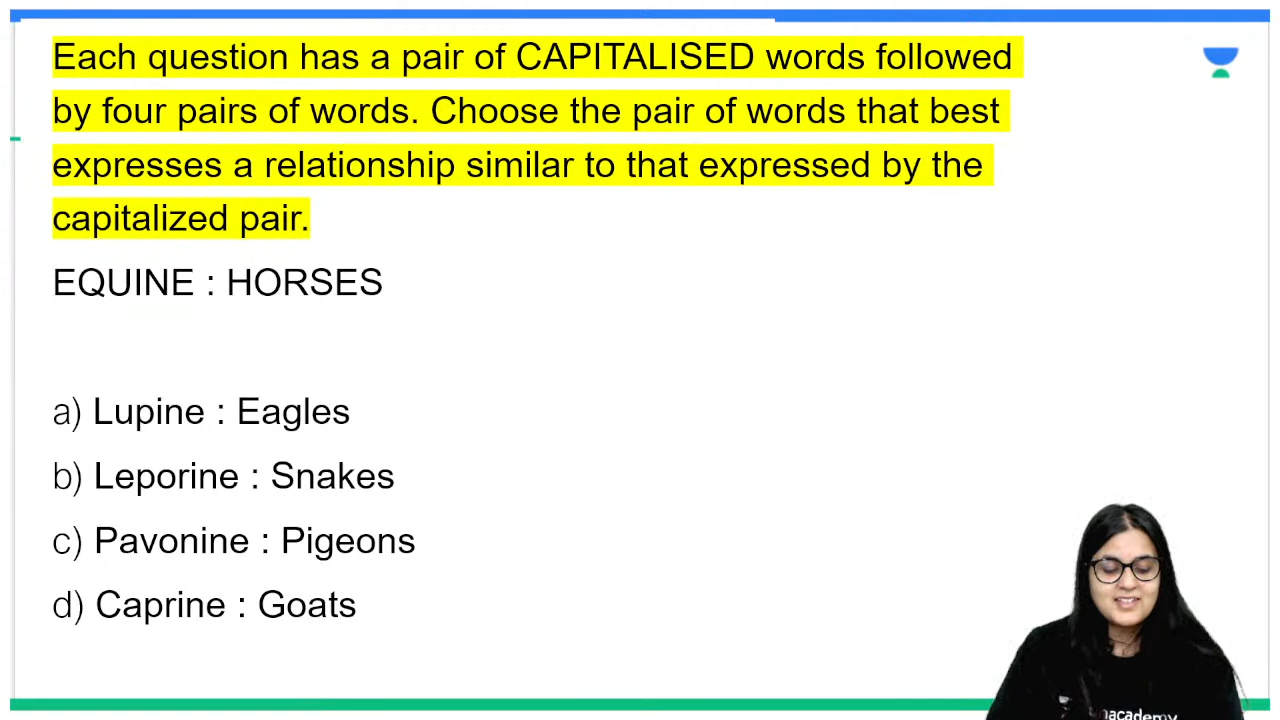 Each question has a pair of CAPITALISED words followed
by four pairs of words. Choose the pair of words that best
expresses a relationship similar to that expressed by the
capitalized pair.
EQUINE : HORSES
a) Lupine : Eagles
b) Leporine : Snakes
c) Pavonine : Pigeons
d) Caprine : Goats